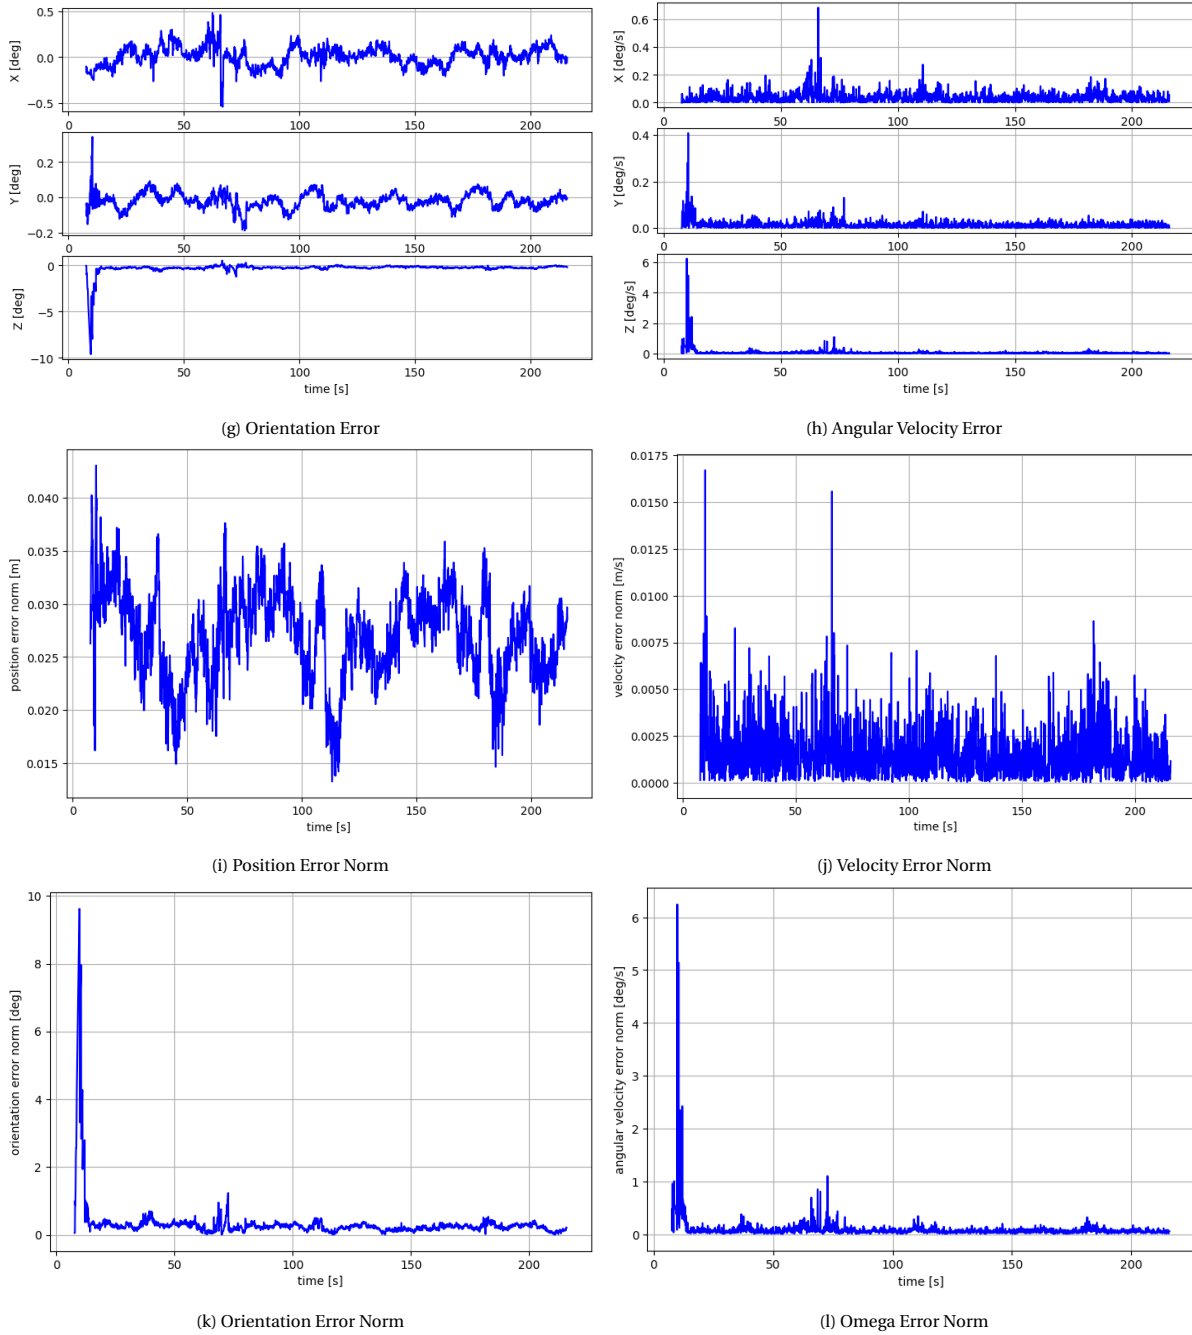 0.5
0.0
−0.5
X [deg]
0 50 100 150 200
0.2
0.0
−0.2
Y [deg]
0 50 100 150 200
0
−5
−10
Z [deg]
0 50 100 150 200
time [s]
(g) Orientation Error
0.6
0.4
0.2
0.0
X [deg/s]
0 50 100 150 200
0.4
0.2
0.0
Y [deg/s]
0 50 100 150 200
6
4
2
0
Z [deg/s]
0 50 100 150 200
time [s]
(h) Angular Velocity Error
0.040
0.035
0.030
0.025
0.020
0.015
position error norm [m]
0 50 100 150 200
time [s]
(i) Position Error Norm
0.0175
0.0150
0.0125
0.0100
0.0075
0.0050
0.0025
0.0000
velocity error norm [m/s]
0 50 100 150 200
time [s]
(j) Velocity Error Norm
10
8
6
4
2
0
orientation error norm [deg]
0 50 100 150 200
time [s]
(k) Orientation Error Norm
6
5
4
3
2
1
0
angular velocity error norm [deg/s]
0 50 100 150 200
time [s]
(l) Omega Error Norm